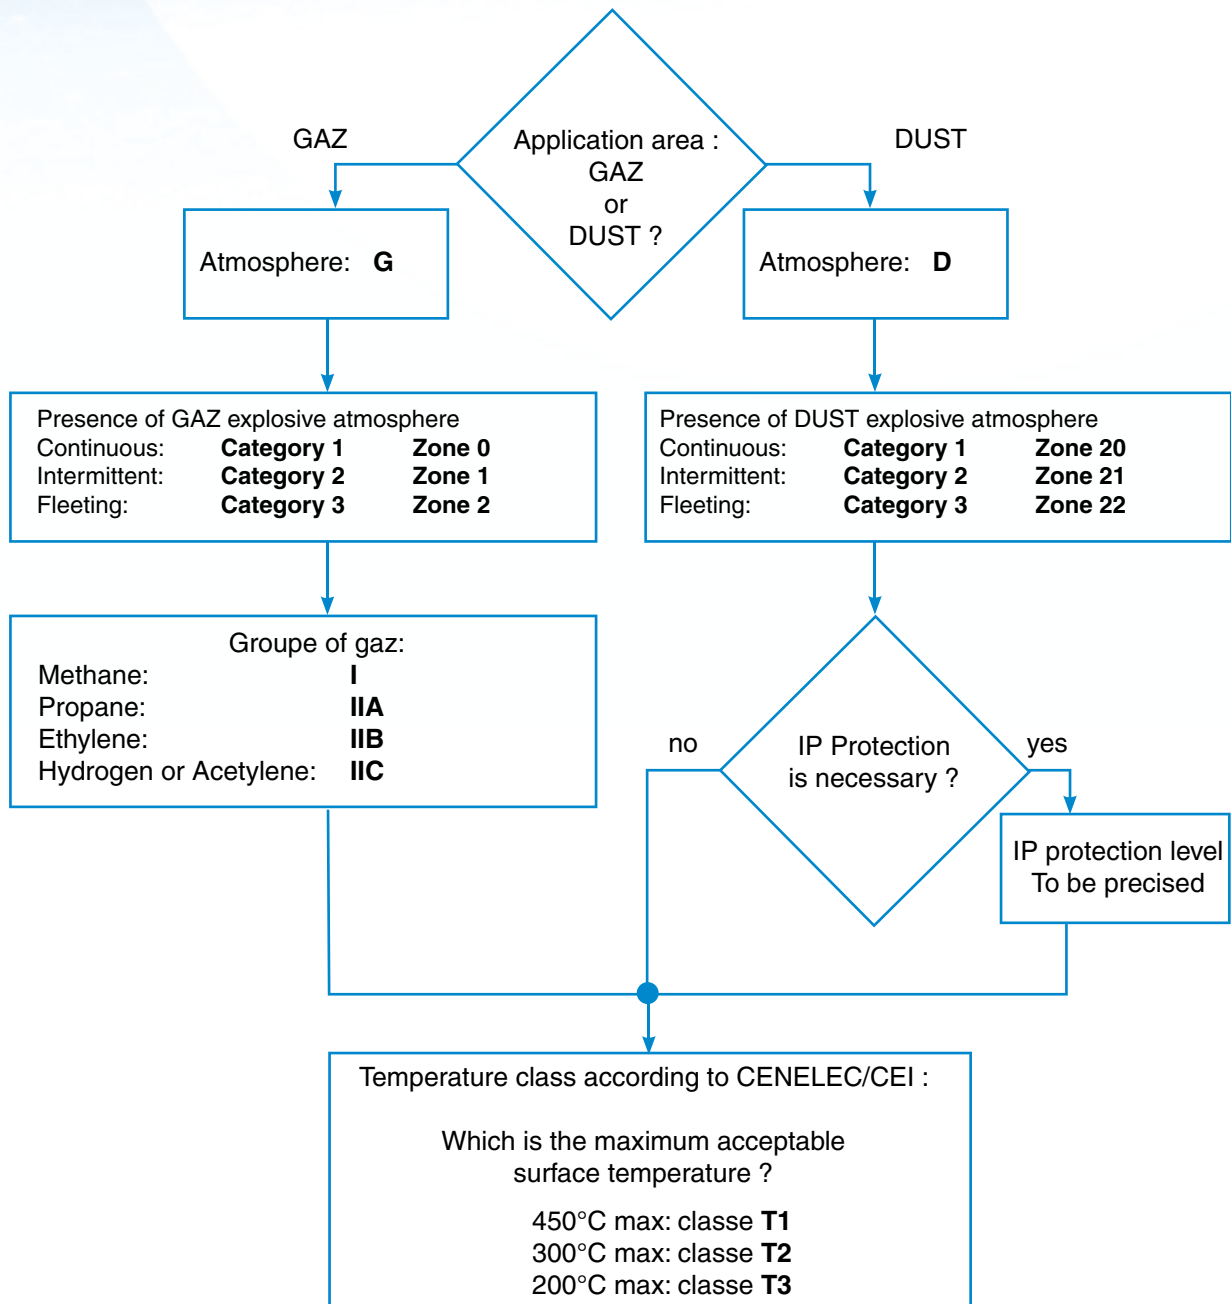 GAZ
DUST
Application area :
GAZ
or
DUST ?
Atmosphere: G
Atmosphere: D
Presence of GAZ explosive atmosphere
Continuous: Category 1 Zone 0
Intermittent: Category 2 Zone 1
Fleeting: Category 3 Zone 2
Presence of DUST explosive atmosphere
Continuous: Category 1 Zone 20
Intermittent: Category 2 Zone 21
Fleeting: Category 3 Zone 22
Groupe of gaz:
Methane: I
Propane: IIA
Ethylene: IIB
Hydrogen or Acetylene: IIC
no
IP Protection
is necessary ?
yes
IP protection level
To be precised
Temperature class according to CENELEC/CEI :
Which is the maximum acceptable
surface temperature ?
450°C max: classe T1
300°C max: classe T2
200°C max: classe T3